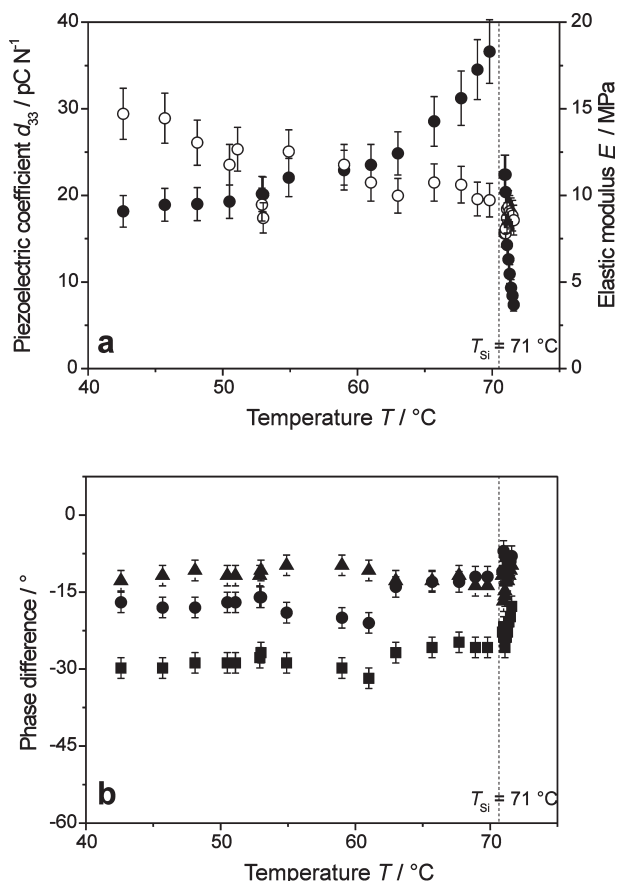 40
30
20
10
0
Piezoelectric coefficient d33 / pC N-1
20
15
10
5
0
Elastic modulus E / MPa
a
TSi = 71 °C
40 50 60 70
Temperature T / °C
0
-15
-30
-45
-60
Phase difference / °
b
TSi = 71 °C
40 50 60 70
Temperature T / °C